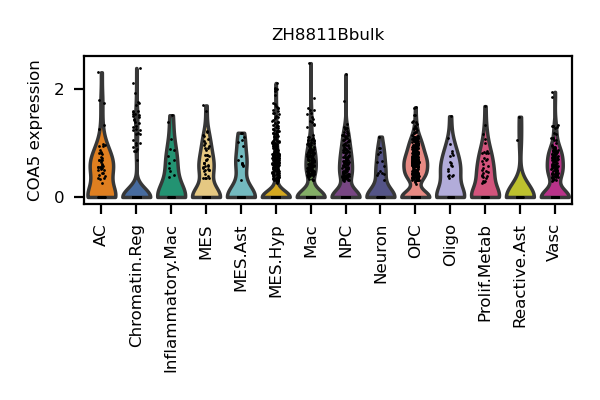 ZH8811Bbulk
COA5 expression
2
0
AC
Chromatin.Reg
Inflammatory.Mac
MES
MES.Ast
MES.Hyp
Mac
NPC
Neuron
OPC
Oligo
Prolif.Metab
Reactive.Ast
Vasc